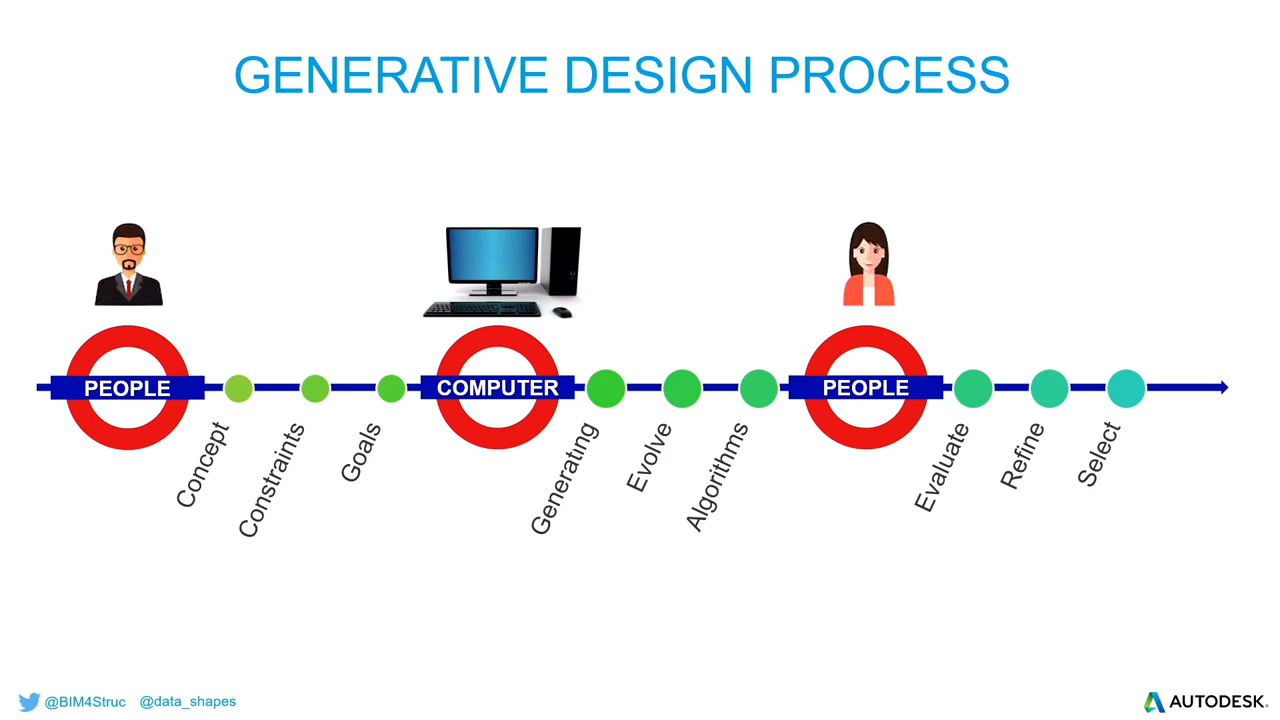 GENERATIVE DESIGN PROCESS
PEOPLE
Concept
Constraints
Goals
COMPUTER
Generating
Evolve
Algorithms
PEOPLE
Evaluate
Refine
Select
@BIM4Struc @data_shapes
AUTODESK.